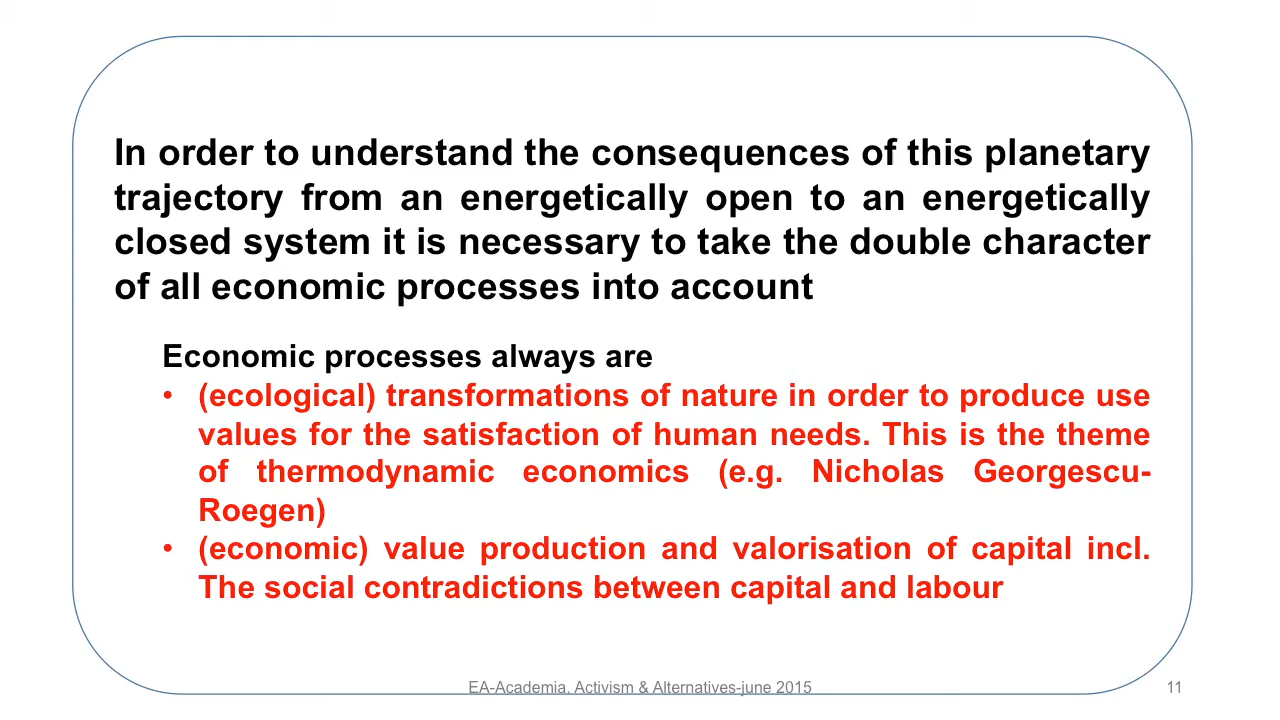 In order to understand the consequences of this planetary
trajectory from an energetically open to an energetically
closed system it is necessary to take the double character
of all economic processes into account
Economic processes always are
• (ecological) transformations of nature in order to produce use
values for the satisfaction of human needs. This is the theme
of thermodynamic economics (e.g. Nicholas Georgescu-
Roegen)
• (economic) value production and valorisation of capital incl.
The social contradictions between capital and labour
EA-Academia, Activism & Alternatives-june 2015
11